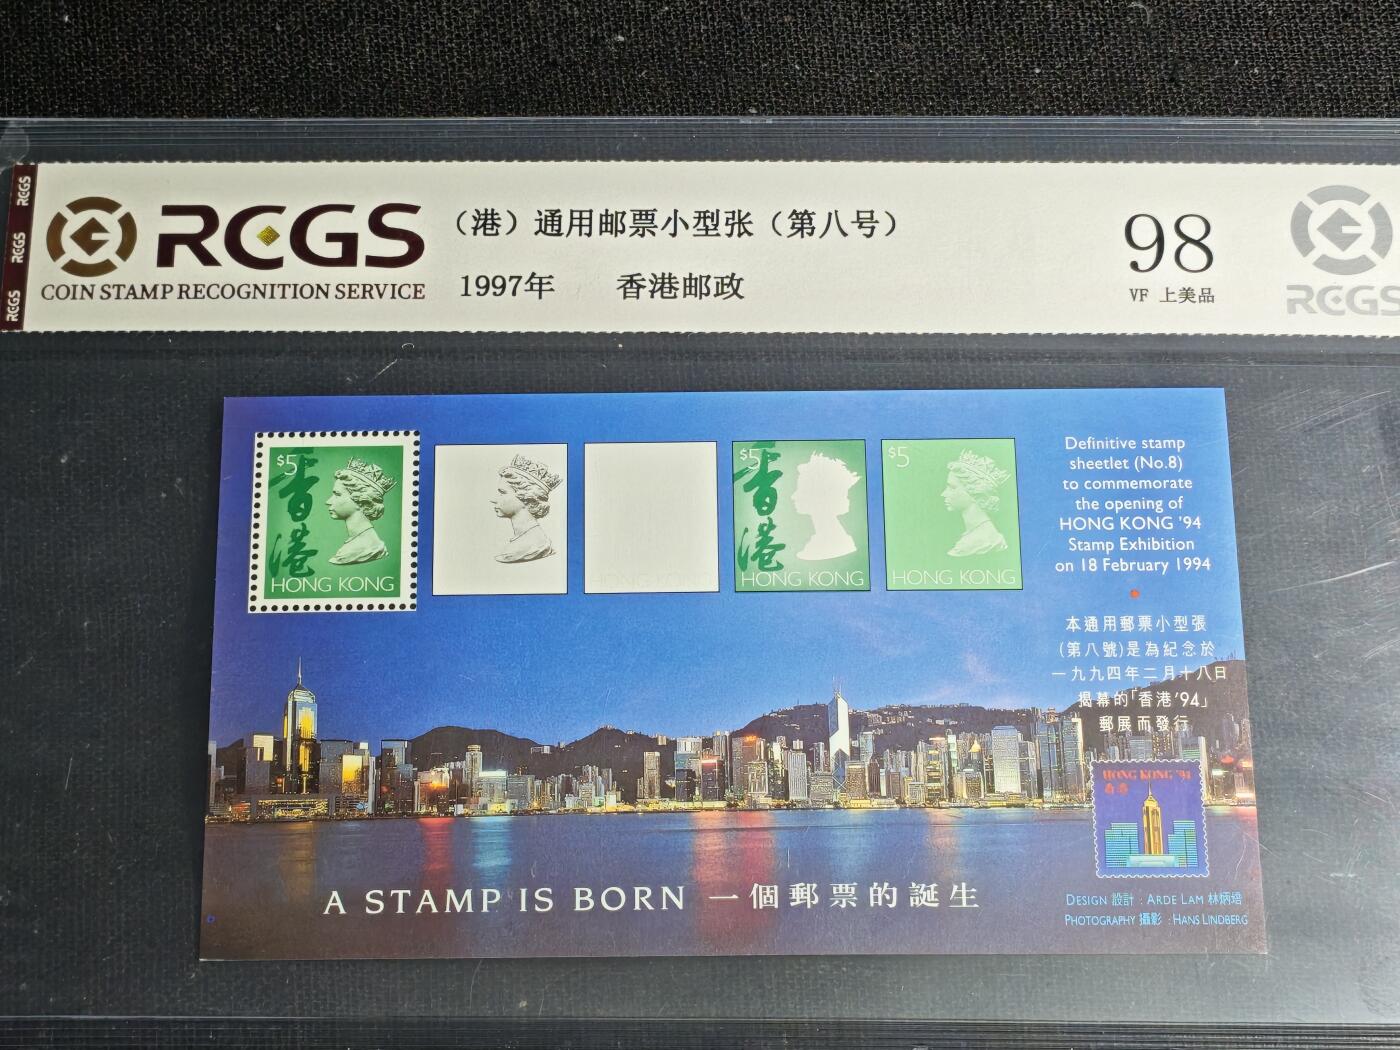 RCGS
RCGS
RCGS
RCGS
COIN STAMP RECOGNITION SERVICE
（港）通用邮票小型张（第八号）
1997年 香港邮政
98
VF 上美品
RCGS
$5
香港
HONG KONG
HONG KONG
$5
香港
HONG KONG
$5
HONG KONG
Definitive stamp
sheetlet (No.8)
to commemorate
the opening of
HONG KONG '94
Stamp Exhibition
on 18 February 1994
本通用郵票小型張
(第八號)是為紀念於
一九九四年二月十八日
揭幕的「香港'94」
郵展而發行
HONG KONG '94
香港
A STAMP IS BORN 一個郵票的誕生
DESIGN 設計 : ARDE LAM 林炳培
PHOTOGRAPHY 攝影 : HANS LINDBERG